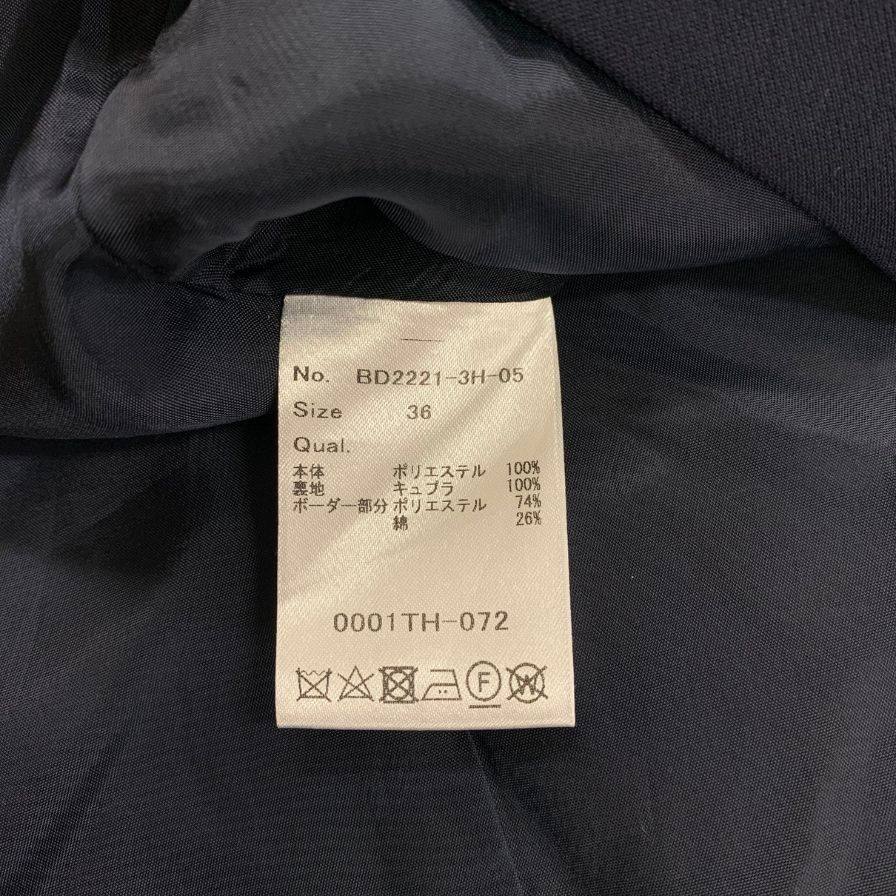 No. BD2221-3H-05
Size 36
Qual.
本体 ポリエステル 100%
裏地 キュプラ 100%
ボーダー部分 ポリエステル 74%
綿 26%
0001TH-072
F W